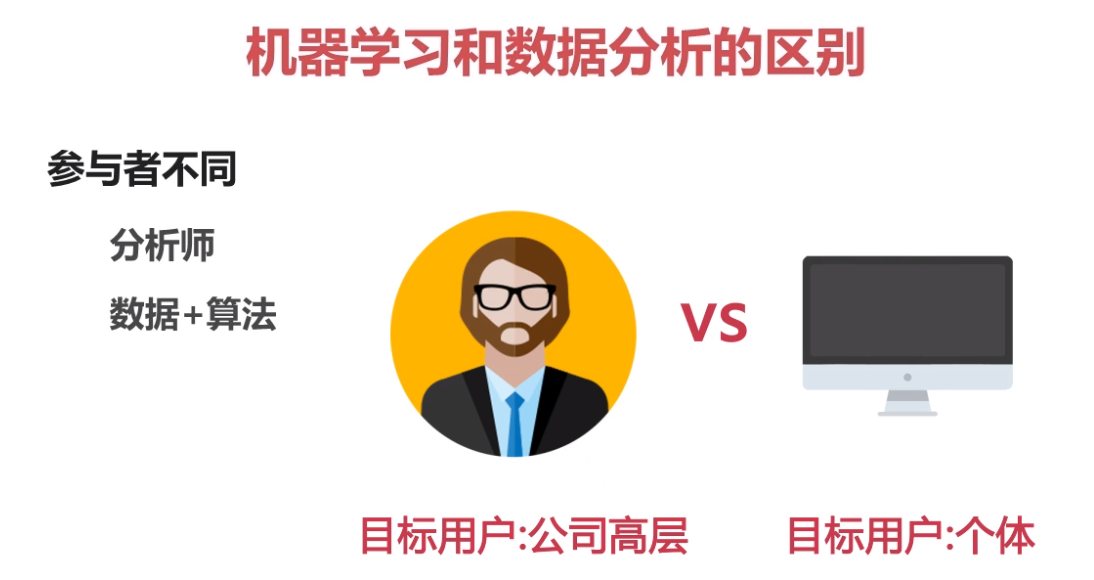 机器学习和数据分析的区别
参与者不同
分析师
数据+算法
VS
目标用户:公司高层
目标用户:个体